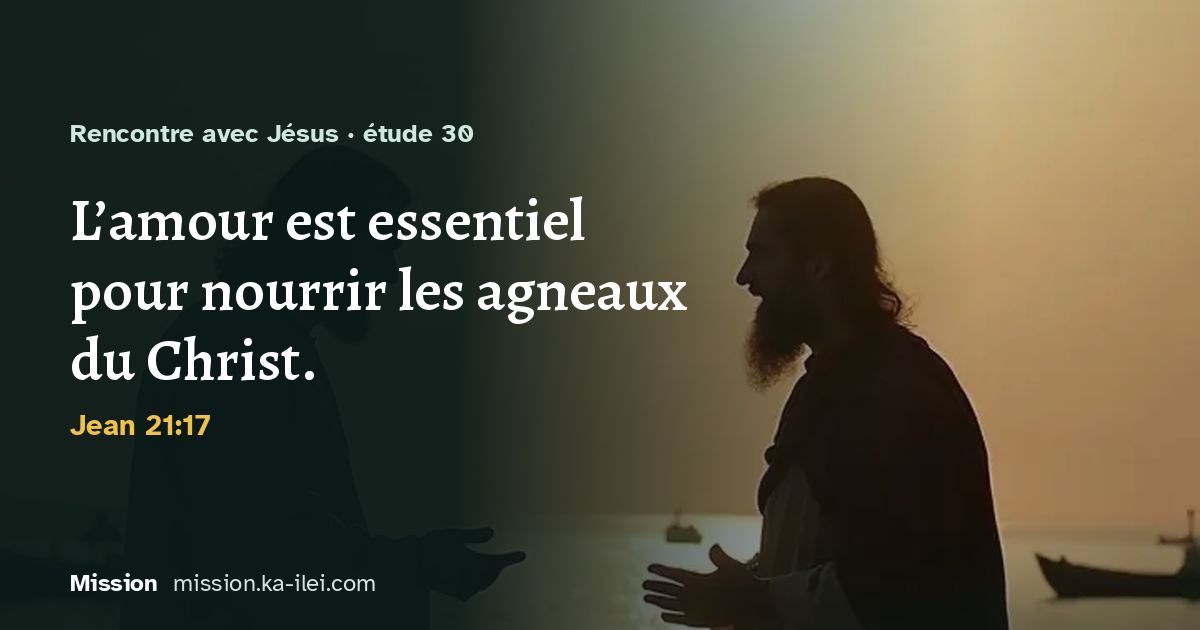 Rencontre avec Jésus · étude 30
L’amour est essentiel
pour nourrir les agneaux
du Christ.
Jean 21:17
Mission mission.ka-ilei.com